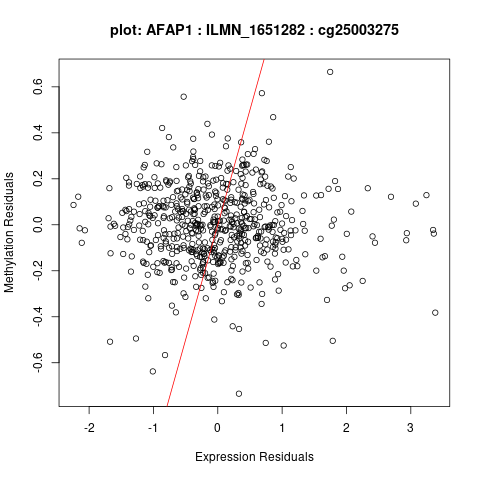 plot: AFAP1 : ILMN_1651282 : cg25003275
Methylation Residuals
0.6
0.4
0.2
0.0
-0.2
-0.4
-0.6
-2 -1 0 1 2 3
Expression Residuals